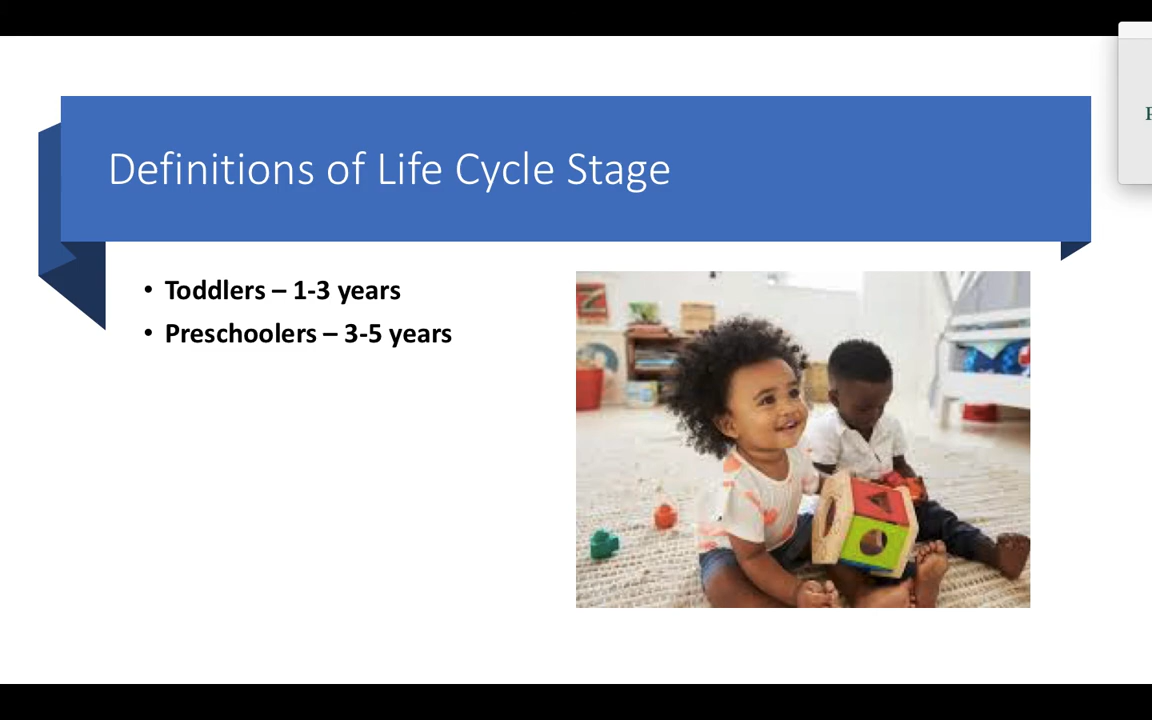 Definitions of Life Cycle Stage
• Toddlers – 1-3 years
• Preschoolers – 3-5 years